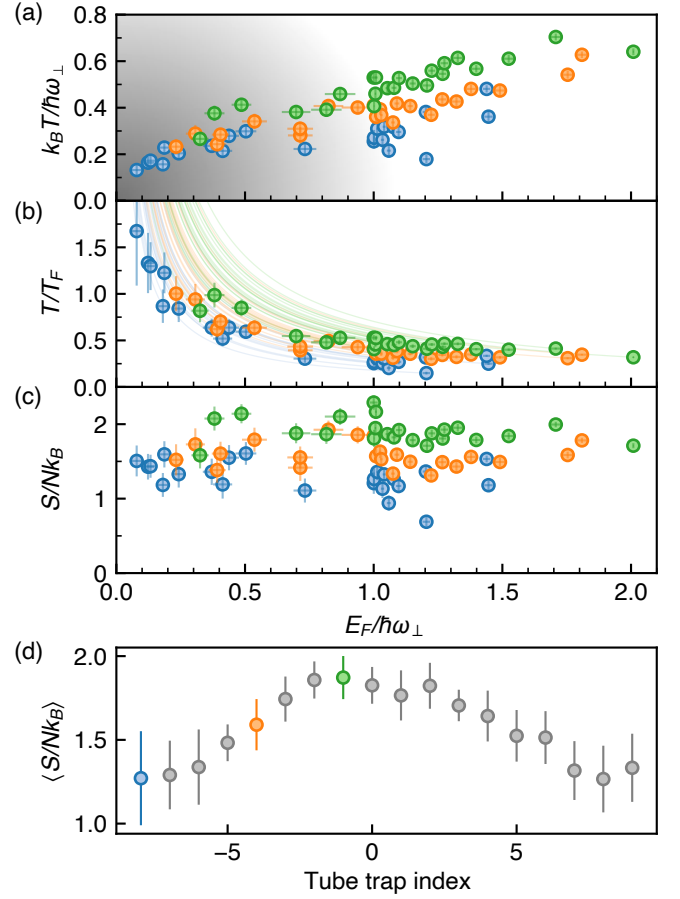 (a)
0.8
0.6
0.4
0.2
0.0
k_B T/ħω_⊥
(b)
1.5
1.0
0.5
0.0
T/T_F
(c)
2
1
0
S/Nk_B
0.0 0.5 1.0 1.5 2.0
E_F/ħω_⊥
(d)
2.0
1.5
1.0
⟨S/Nk_B⟩
−5 0 5
Tube trap index